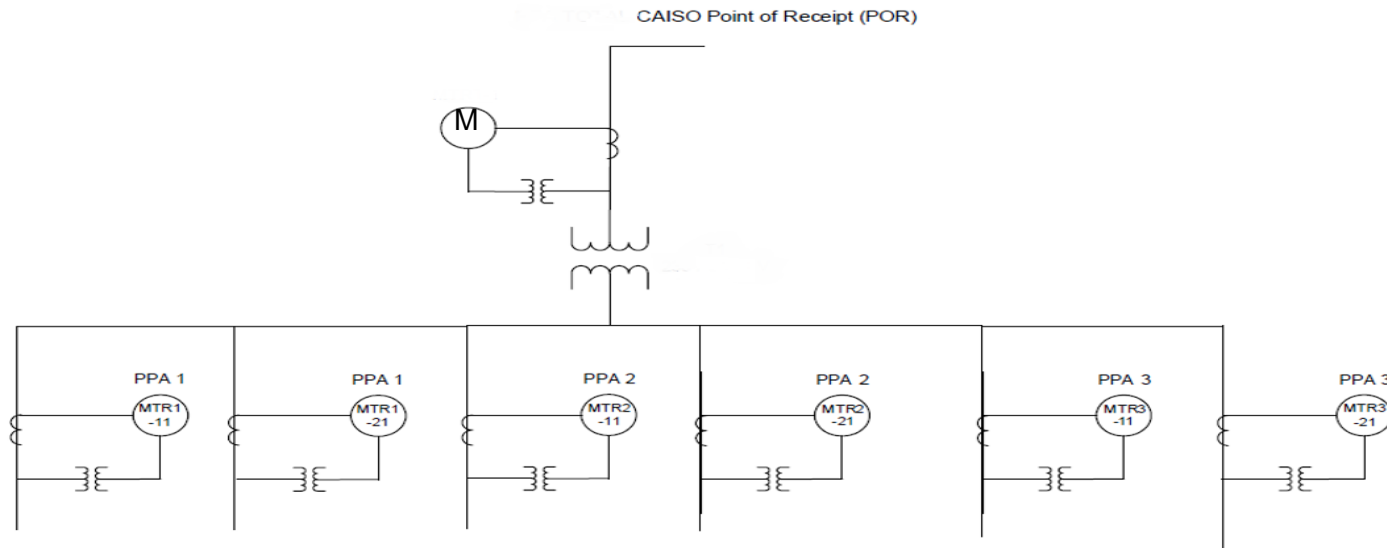 CAISO Point of Receipt (POR)
M
PPA 1
PPA 1
PPA 2
PPA 2
PPA 3
PPA 3
MTR1
-11
MTR1
-21
MTR2
-11
MTR2
-21
MTR3
-11
MTR3
-21